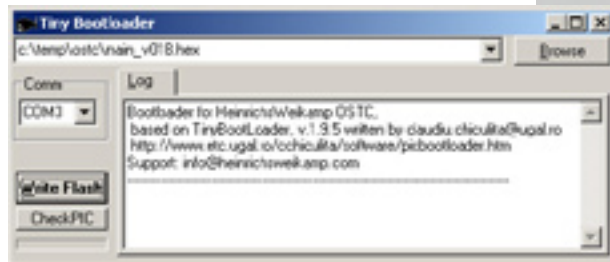 Tiny Bootloader
c:\temp\ostc\main_v018.hex
Browse
Comm
Log
COM3
Bootloader for HeinrichsWeikamp OSTC,
based on TinyBootLoader, v.1.9.5 written by claudiu.chiculita@ugal.ro
http://www.etc.ugal.ro/cchiculita/software/picbootloader.htm
Support: info@heinrichsweikamp.com
Write Flash
CheckPIC